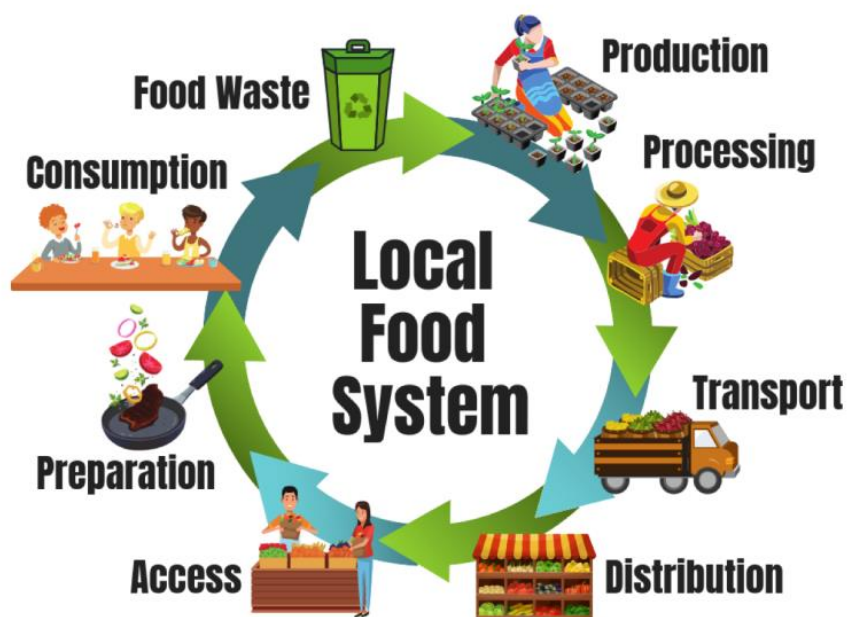 Local
Food
System
Production
Processing
Transport
Distribution
Access
Preparation
Consumption
Food Waste